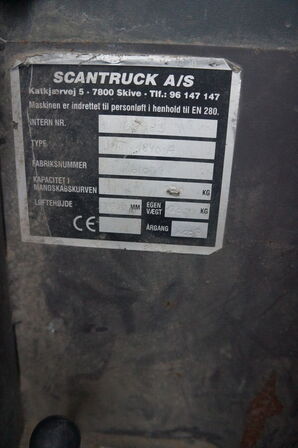 SCANTRUCK A/S
Katkjærvej 5 - 7800 Skive - Tlf.: 96 147 147
Maskinen er indrettet til personløft i henhold til EN 280.
INTERN NR.
TYPE
FABRIKSNUMMER
KAPACITET I
MANDSKABSKURVEN KG
LØFTEHØJDE MM EGEN VÆGT KG
CE ÅRGANG